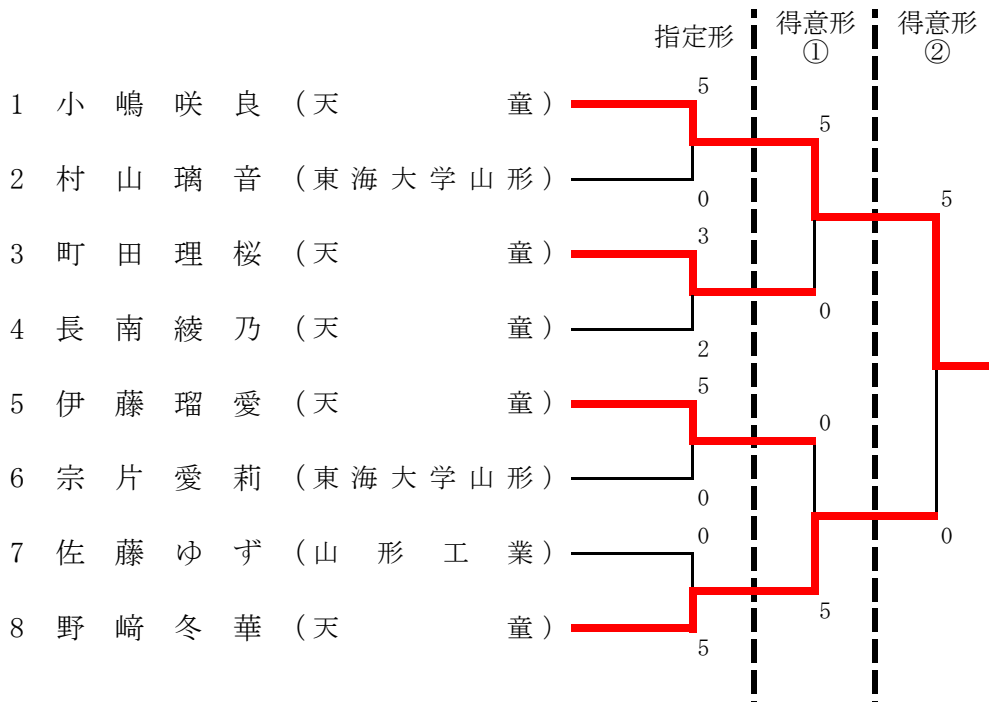 指定形 得意形① 得意形②
5
1 小嶋咲良（天童）
5
2 村山璃音（東海大学山形）
0 5
3
3 町田理桜（天童）
0
4 長南綾乃（天童）
2
5
5 伊藤瑠愛（天童）
0
6 宗片愛莉（東海大学山形）
0
0 0
7 佐藤ゆず（山形工業）
5
8 野﨑冬華（天童）
5